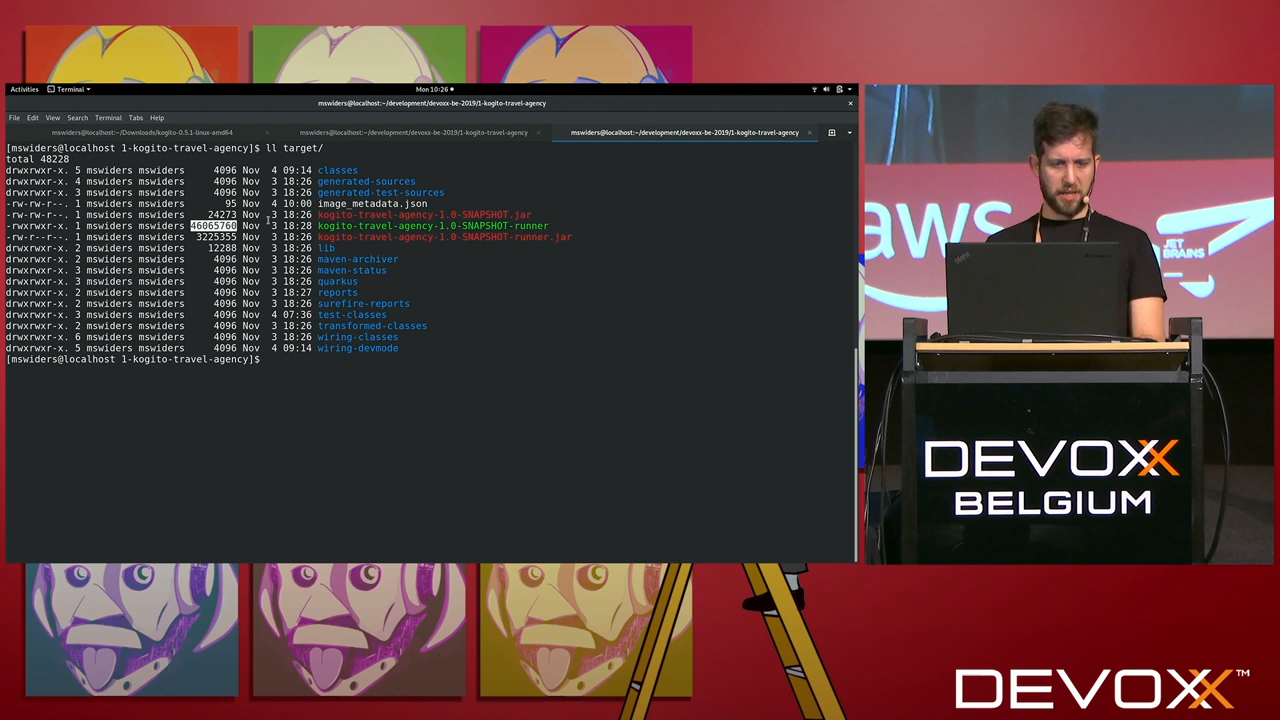 Activities Terminal Mon 10:26
mswiders@localhost:~/development/devoxx-be-2019/1-kogito-travel-agency
File Edit View Search Terminal Tabs Help
mswiders@localhost:~/Downloads/kogito-0.5.1-linux-amd64 mswiders@localhost:~/development/devoxx-be-2019/1-kogito-travel-agency mswiders@localhost:~/development/devoxx-be-2019/1-kogito-travel-agency
[mswiders@localhost 1-kogito-travel-agency]$ ll target/
total 48228
drwxrwxr-x. 5 mswiders mswiders 4096 Nov 4 09:14 classes
drwxrwxr-x. 4 mswiders mswiders 4096 Nov 3 18:26 generated-sources
drwxrwxr-x. 3 mswiders mswiders 4096 Nov 3 18:26 generated-test-sources
-rw-rw-r--. 1 mswiders mswiders 95 Nov 4 10:00 image_metadata.json
-rw-rw-r--. 1 mswiders mswiders 24273 Nov 3 18:26 kogito-travel-agency-1.0-SNAPSHOT.jar
-rwxrwxr-x. 1 mswiders mswiders 46065760 Nov 3 18:28 kogito-travel-agency-1.0-SNAPSHOT-runner
-rw-rw-r--. 1 mswiders mswiders 3225355 Nov 3 18:26 kogito-travel-agency-1.0-SNAPSHOT-runner.jar
drwxrwxr-x. 2 mswiders mswiders 12288 Nov 3 18:26 lib
drwxrwxr-x. 2 mswiders mswiders 4096 Nov 3 18:26 maven-archiver
drwxrwxr-x. 3 mswiders mswiders 4096 Nov 3 18:26 maven-status
drwxrwxr-x. 3 mswiders mswiders 4096 Nov 3 18:26 quarkus
drwxrwxr-x. 2 mswiders mswiders 4096 Nov 3 18:27 reports
drwxrwxr-x. 2 mswiders mswiders 4096 Nov 3 18:26 surefire-reports
drwxrwxr-x. 3 mswiders mswiders 4096 Nov 4 07:36 test-classes
drwxrwxr-x. 2 mswiders mswiders 4096 Nov 3 18:26 transformed-classes
drwxrwxr-x. 6 mswiders mswiders 4096 Nov 3 18:26 wiring-classes
drwxrwxr-x. 5 mswiders mswiders 4096 Nov 4 09:14 wiring-devmode
[mswiders@localhost 1-kogito-travel-agency]$
aws
JET
BRAINS
DEVOXX
BELGIUM
DEVOXX™